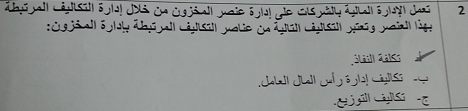 2 تعمل الإدارة المالية بالشركات على إدارة عنصر المخزون من خلال إدارة التكاليف المرتبطة
بهذا العنصر وتعتبر التكاليف التالية من عناصر التكاليف المرتبطة بإدارة المخزون:
تكلفة النفاذ.
ب- تكاليف إدارة رأس المال العامل.
ج- تكاليف التوزيع.